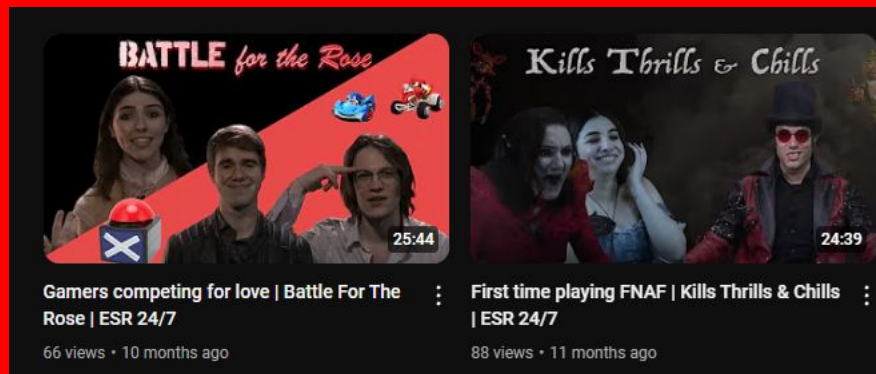 BATTLE for the Rose
25:44
Gamers competing for love | Battle For The
Rose | ESR 24/7
66 views • 10 months ago
Kills Thrills & Chills
24:39
First time playing FNAF | Kills Thrills & Chills
| ESR 24/7
88 views • 11 months ago